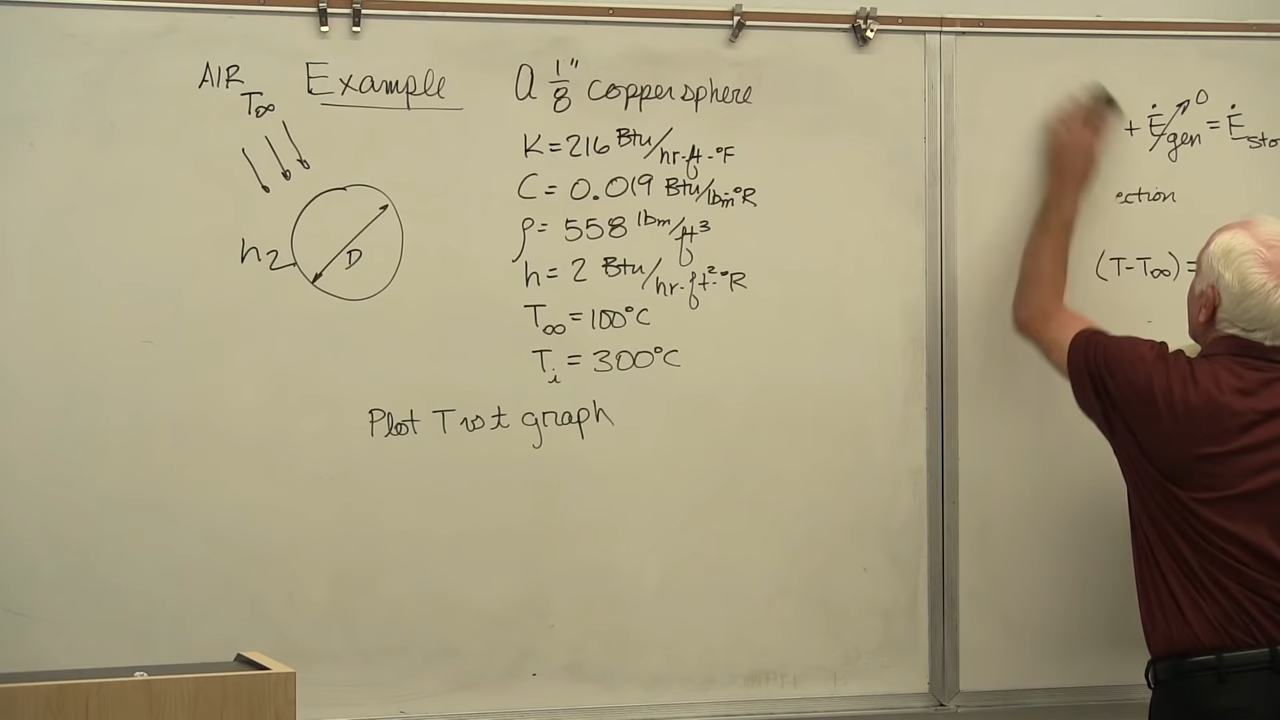 AIR
T∞
Example
h2
D
A 1/8" copper sphere
K = 216 Btu/hr-ft-°F
C = 0.019 Btu/lbm°R
ρ = 558 lbm/ft³
h = 2 Btu/hr-ft²-°R
T∞ = 100°C
Ti = 300°C
Plot T vs t graph
+ Ėgen = Ėsto
0
ection
(T-T∞) =